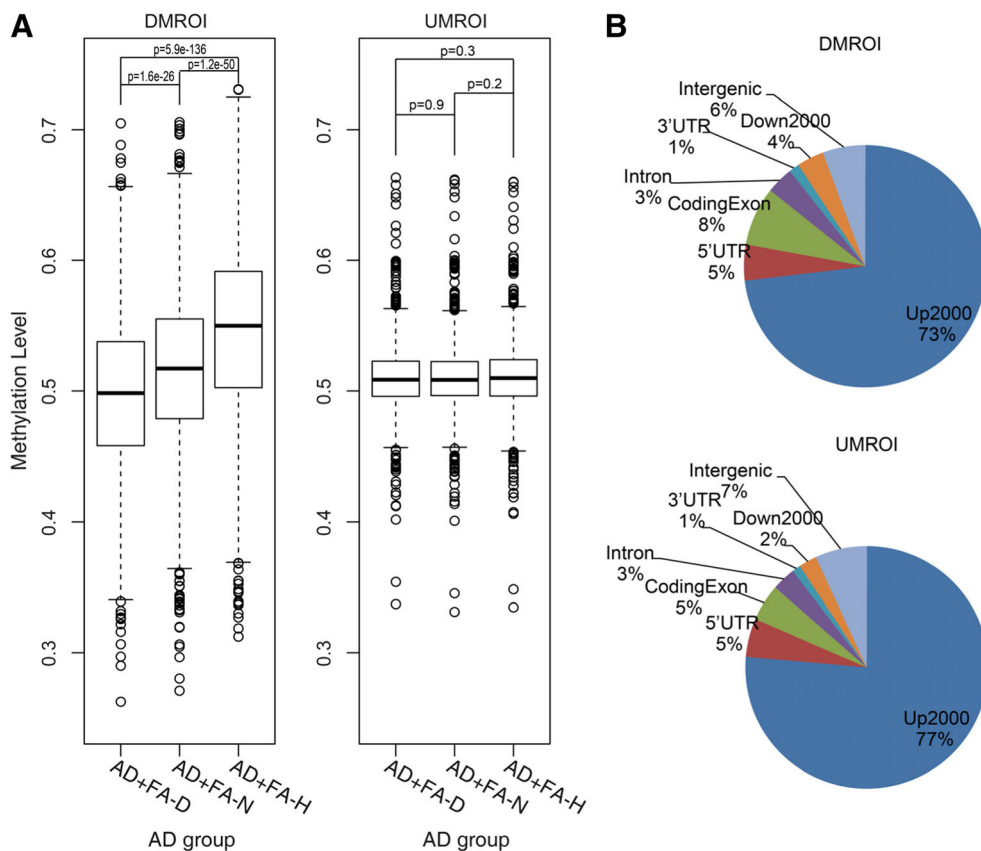 A
DMROI
UMROI
p=5.9e-136
p=1.2e-50
p=1.6e-26
p=0.3
p=0.2
p=0.9
Methylation Level
0.7
0.6
0.5
0.4
0.3
AD+FA-D
AD+FA-N
AD+FA-H
AD group
0.7
0.6
0.5
0.4
0.3
AD+FA-D
AD+FA-N
AD+FA-H
AD group
B
DMROI
Intergenic
6%
Down2000
4%
3'UTR
1%
Intron
3%
CodingExon
8%
5'UTR
5%
Up2000
73%
UMROI
Intergenic
7%
Down2000
2%
3'UTR
1%
Intron
3%
CodingExon
5%
5'UTR
5%
Up2000
77%